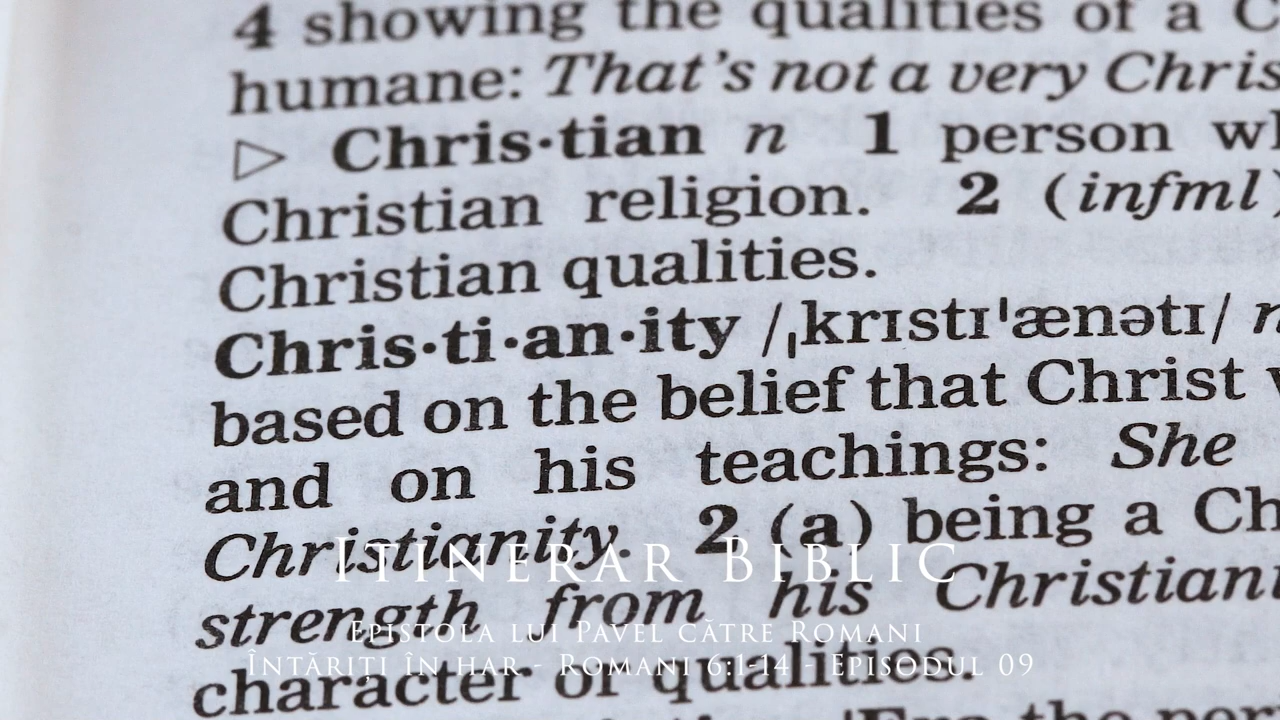 4 showing the qualities of a C
humane: That's not a very Chris
▷ Chris·tian n 1 person wh
Christian religion. 2 (infml)
Christian qualities.
Chris·ti·an·ity /ˌkrɪstɪˈænətɪ/ n
based on the belief that Christ w
and on his teachings: She
Christianity. 2 (a) being a Ch
strength from his Christiani
character or qualities.
Itinerar Biblic
Epistola lui Pavel către Romani
Întăriți în har - Romani 6:1-14 - Episodul 09